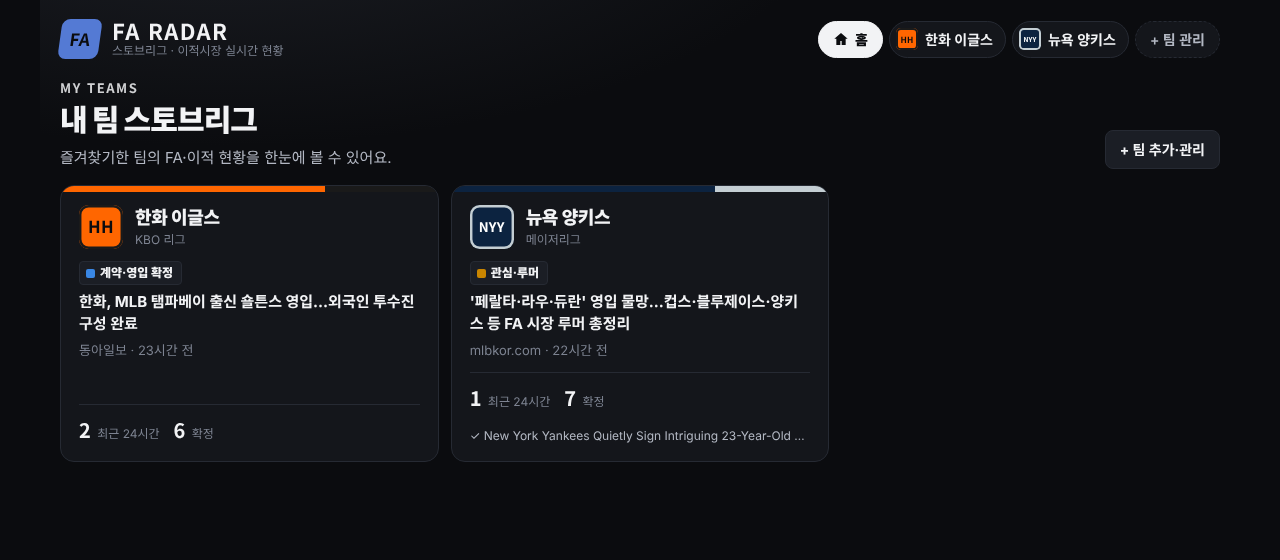 FA
FA RADAR
스토브리그 · 이적시장 실시간 현황
홈
HH 한화 이글스
NYY 뉴욕 양키스
+ 팀 관리
MY TEAMS
내 팀 스토브리그
즐겨찾기한 팀의 FA·이적 현황을 한눈에 볼 수 있어요.
+ 팀 추가·관리
HH
한화 이글스
KBO 리그
계약·영입 확정
한화, MLB 탬파베이 출신 숄튼스 영입…외국인 투수진
구성 완료
동아일보 · 23시간 전
2 최근 24시간 6 확정
NYY
뉴욕 양키스
메이저리그
관심·루머
'페랄타·라우·듀란' 영입 물망…컵스·블루제이스·양키
스 등 FA 시장 루머 총정리
mlbkor.com · 22시간 전
1 최근 24시간 7 확정
✓ New York Yankees Quietly Sign Intriguing 23-Year-Old ...